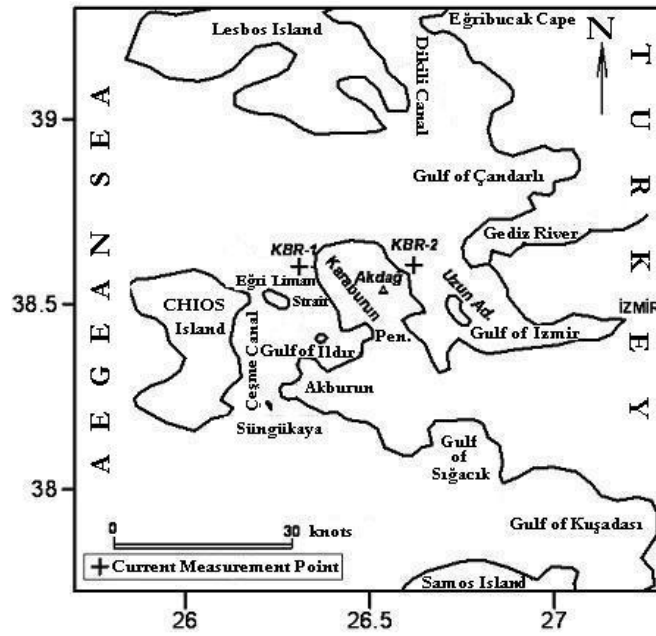 Lesbos Island
Eğribucak Cape
N
Dikili Canal
TURKEY
AEGEAN SEA
39
Gulf of Çandarlı
Gediz River
KBR-1
KBR-2
Karaburun
Akdağ
Uzun Ad.
Eğri Liman
Strait
CHIOS
Island
38.5
İZMİR
Pen.
Gulf of Izmir
Çeşme Canal
Gulf of Ildır
Akburun
Süngükaya
Gulf
of
Sığacık
38
Gulf of Kuşadası
0
30 knots
+ Current Measurement Point
Samos Island
26
26.5
27